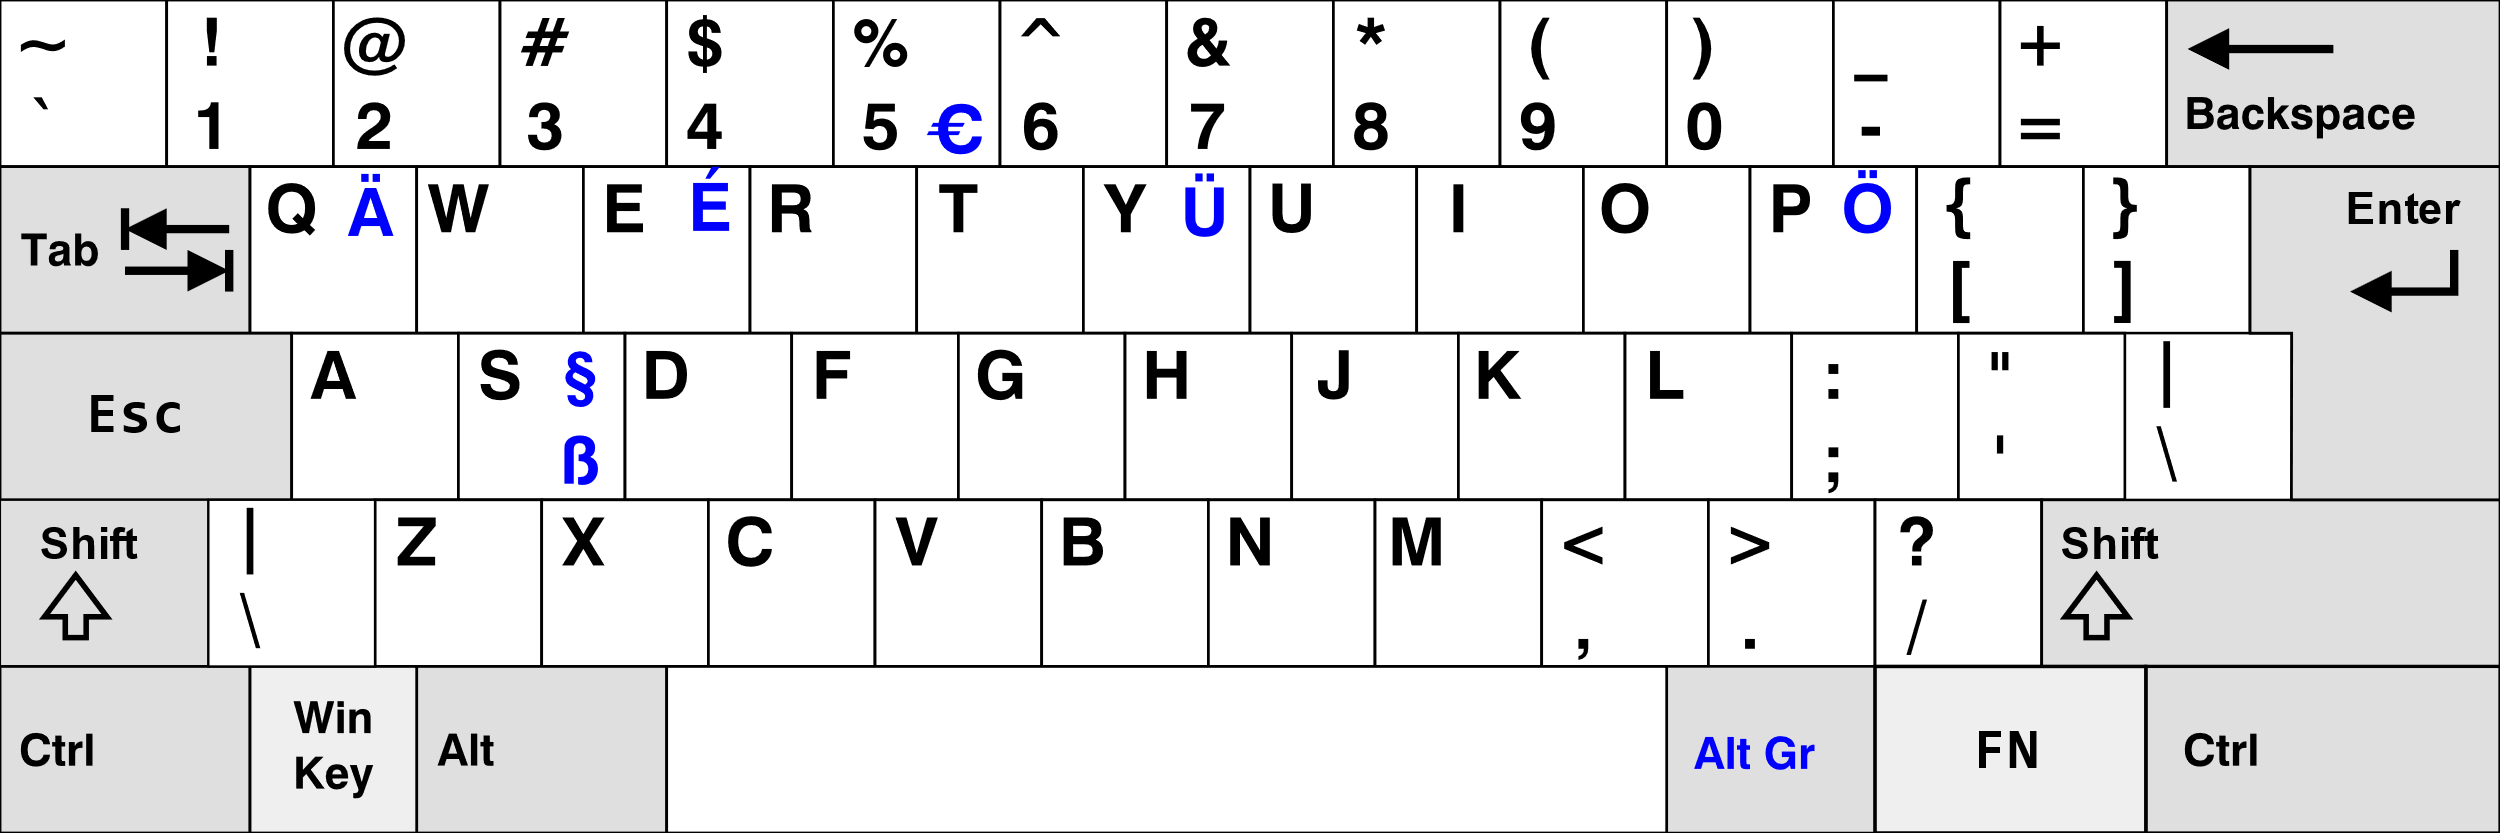 ~ ! @ # $ % ^ & * ( ) _ +
` 1 2 3 4 5 € 6 7 8 9 0 - = Backspace
Tab Q Ä W E É R T Y Ü U I O P Ö { } Enter
[ ]
A S § D F G H J K L : " |
Esc ß ; ' \
Shift | Z X C V B N M < > ? Shift
\ , . /
Ctrl Win Key Alt Alt Gr FN Ctrl